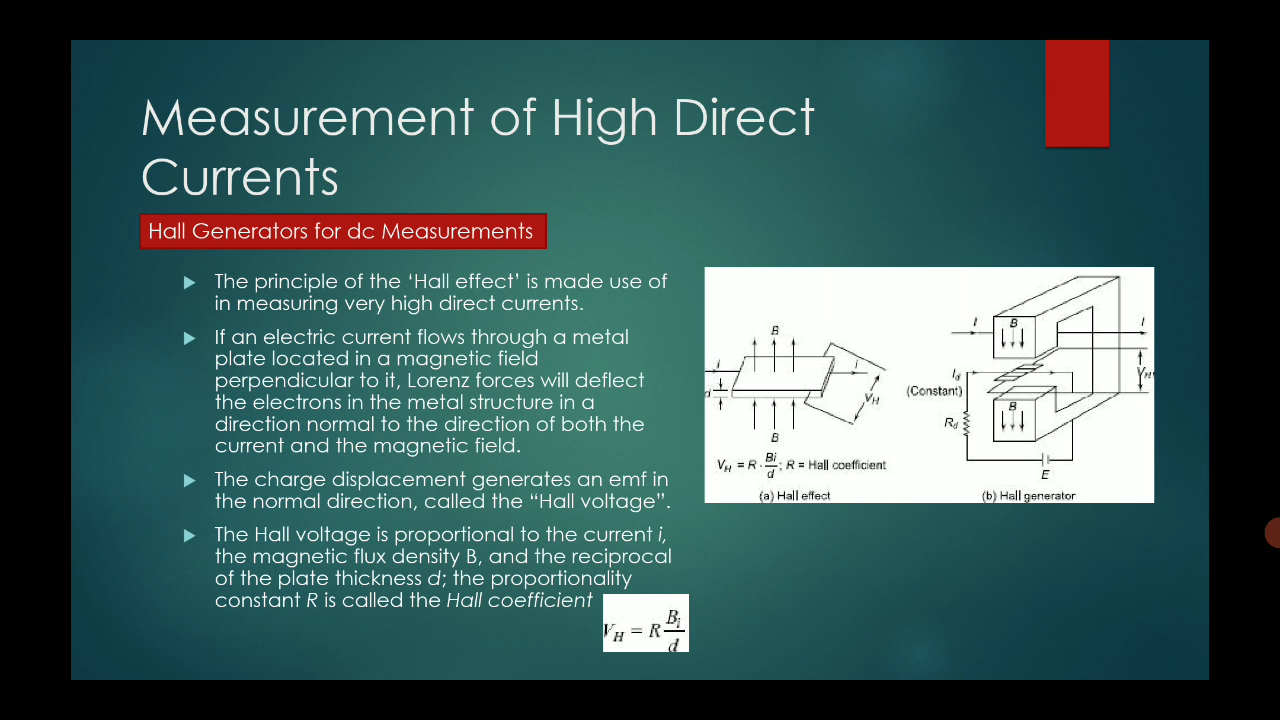 Measurement of High Direct
Currents
Hall Generators for dc Measurements
The principle of the ‘Hall effect’ is made use of
in measuring very high direct currents.
If an electric current flows through a metal
plate located in a magnetic field
perpendicular to it, Lorenz forces will deflect
the electrons in the metal structure in a
direction normal to the direction of both the
current and the magnetic field.
The charge displacement generates an emf in
the normal direction, called the “Hall voltage”.
The Hall voltage is proportional to the current i,
the magnetic flux density B, and the reciprocal
of the plate thickness d; the proportionality
constant R is called the Hall coefficient
V_H = R Bi/d
B
i
i
d
V_H
B
V_H = R · Bi/d ; R = Hall coefficient
(a) Hall effect
I
B
I
I_d
(Constant)
V_H
B
R_d
E
(b) Hall generator